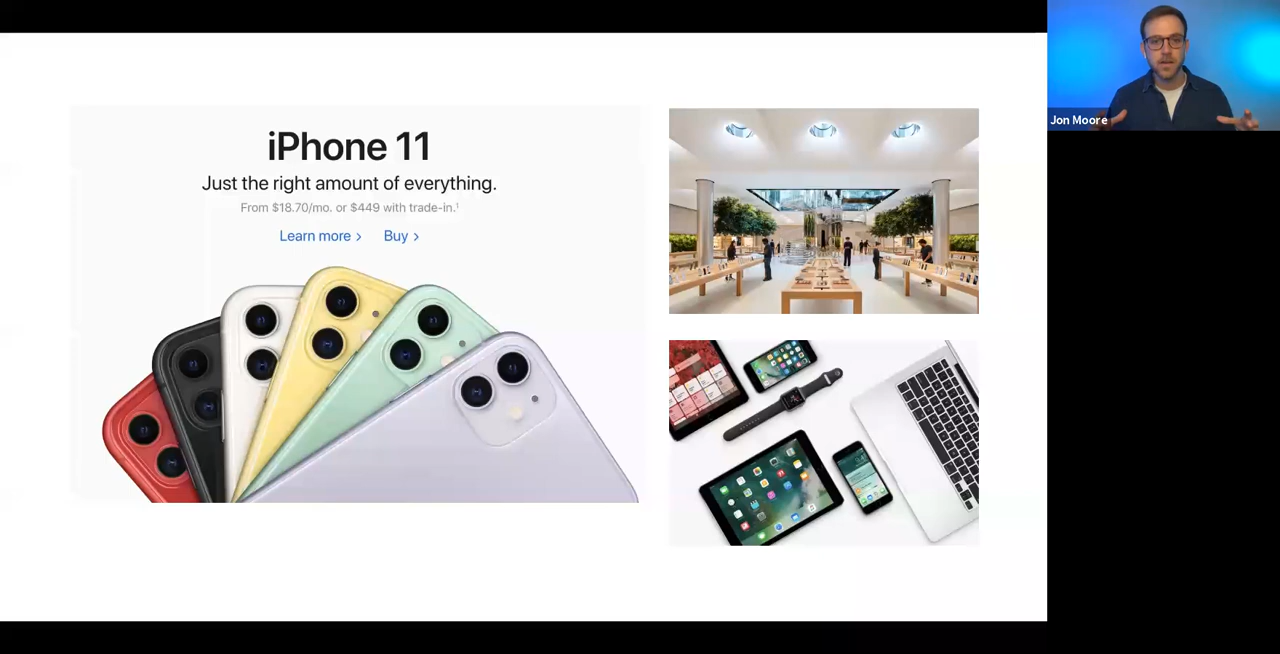 iPhone 11
Just the right amount of everything.
From $18.70/mo. or $449 with trade-in.¹
Learn more > Buy >
Jon Moore